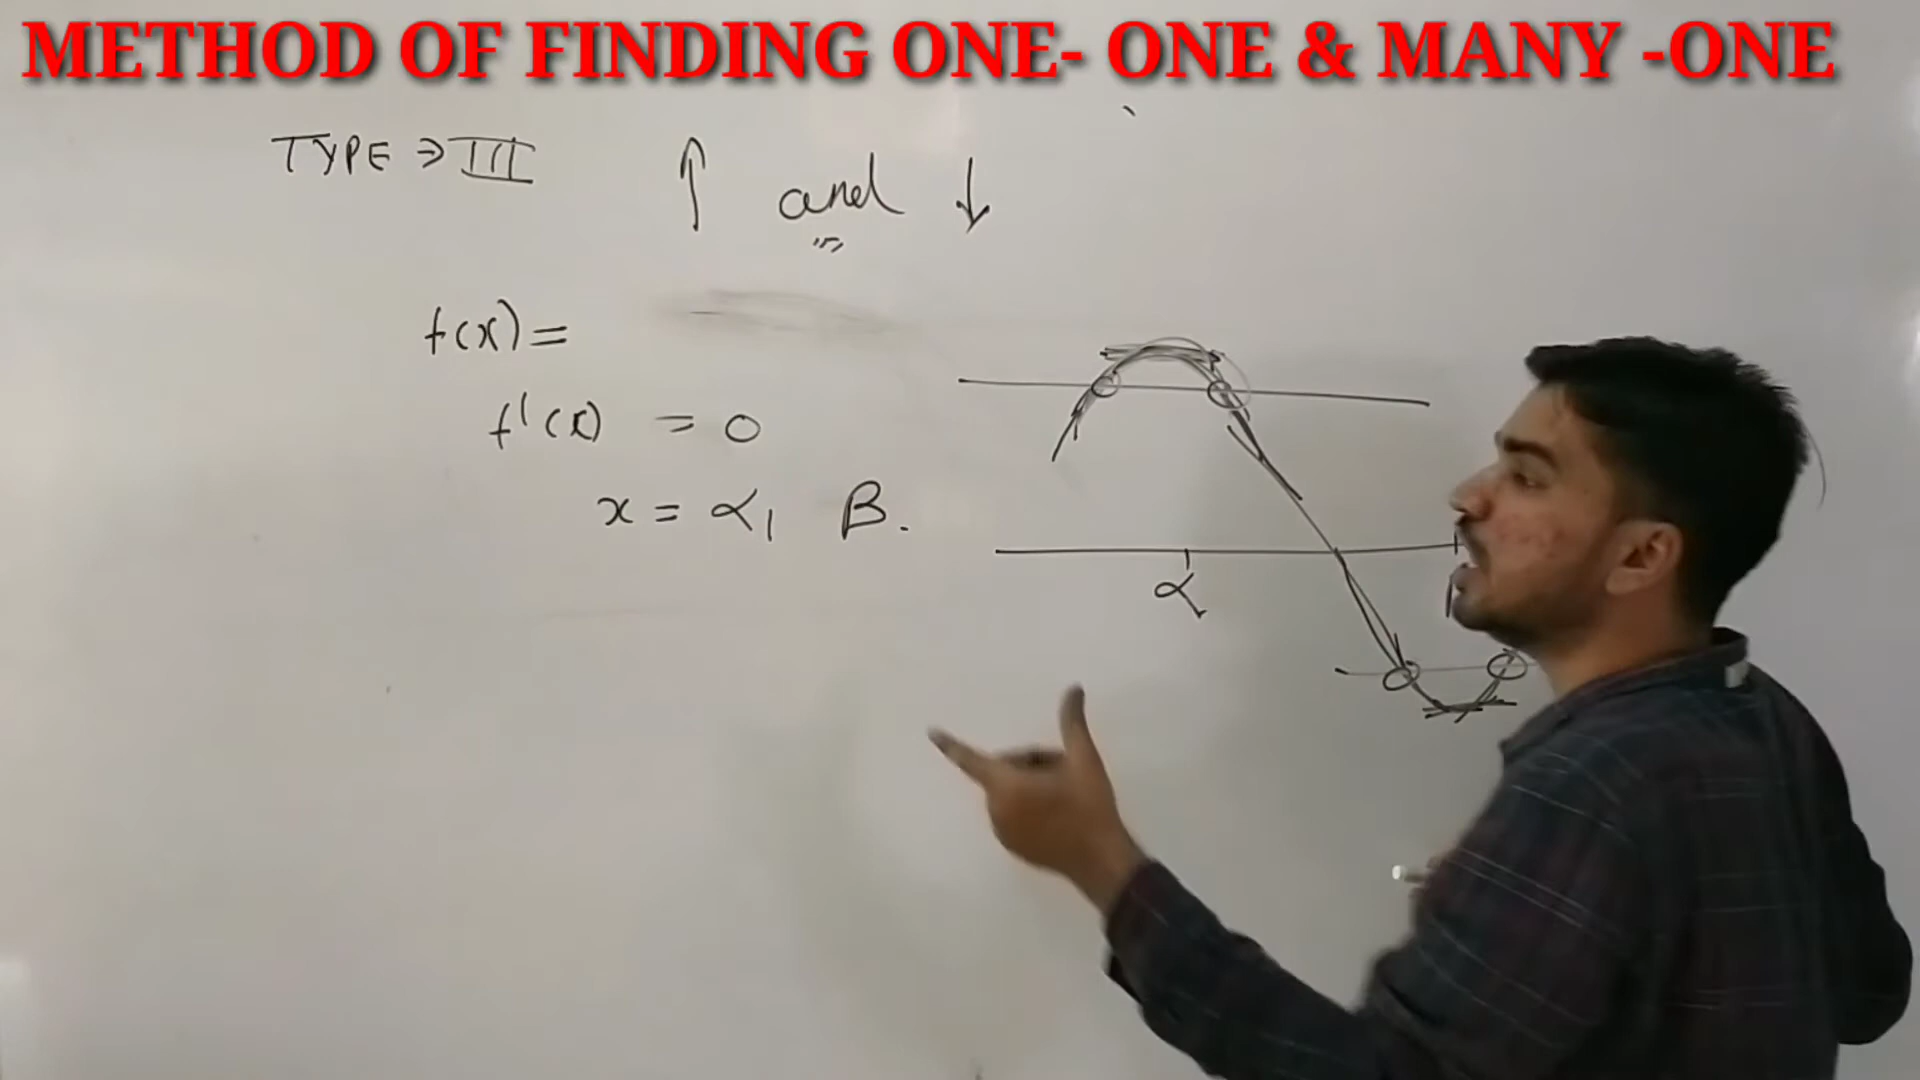 METHOD OF FINDING ONE- ONE & MANY -ONE
TYPE ⇒ III ↑ and ↓
f(x) =
f'(x) = 0
x = α, β.
α